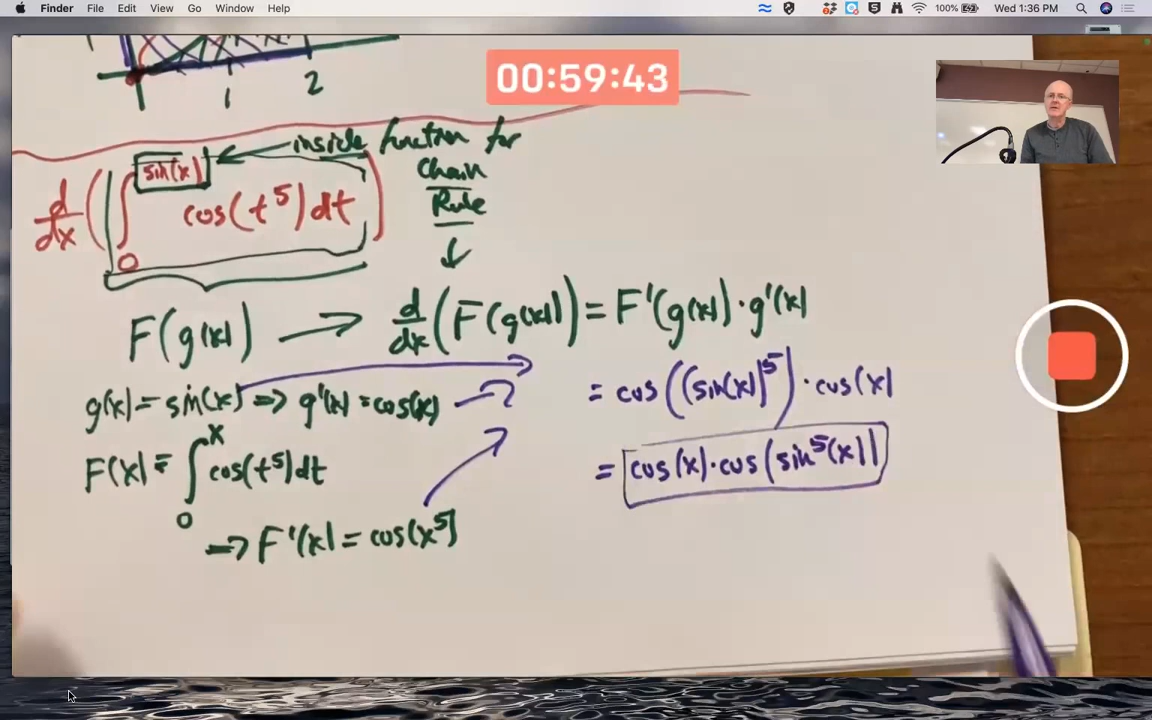 Finder File Edit View Go Window Help 100% Wed 1:36 PM
00:59:43
1 2
inside function for
Chain
Rule
d/dx (∫₀^sin(x) cos(t⁵)dt)
F(g(x)) → d/dx (F(g(x))) = F'(g(x))·g'(x)
g(x) = sin(x) ⇒ g'(x) = cos(x)
= cos((sin(x))⁵)·cos(x)
F(x) = ∫₀^x cos(t⁵)dt
= cos(x)·cos(sin⁵(x))
⇒ F'(x) = cos(x⁵)